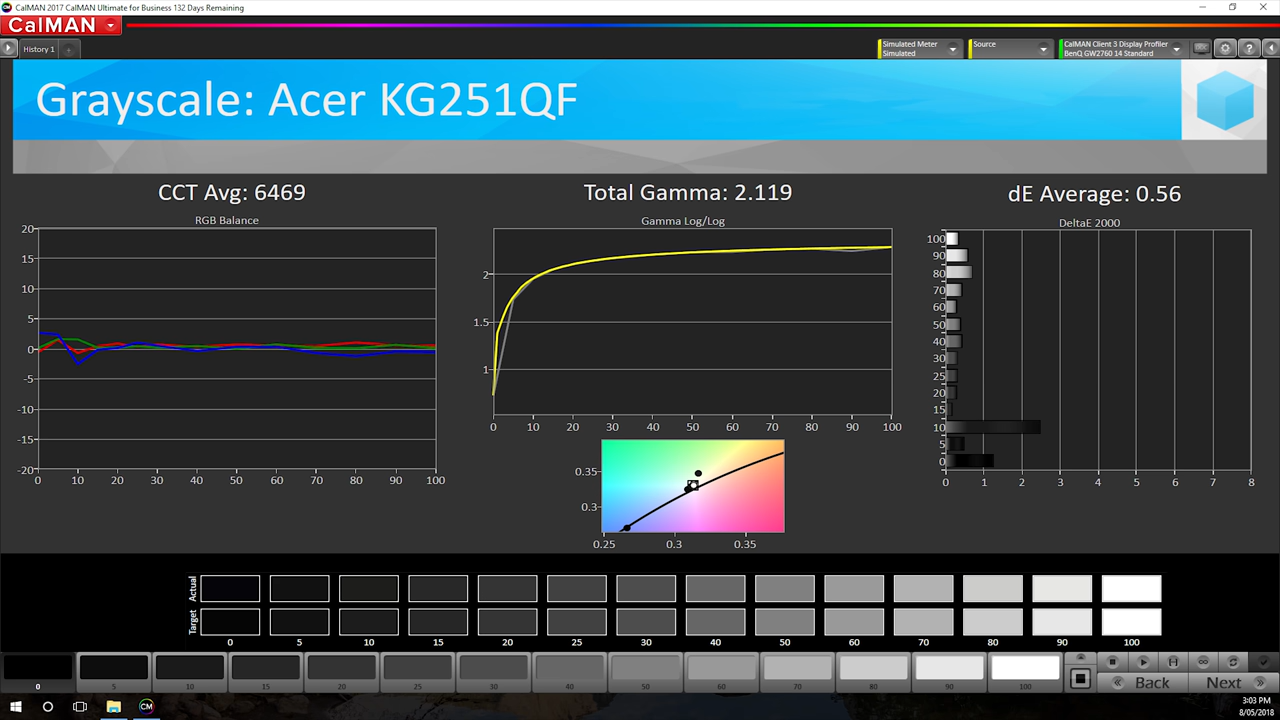 CalMAN 2017 CalMAN Ultimate for Business 132 Days Remaining
CalMAN
History 1
Simulated Meter
Simulated
Source
CalMAN Client 3 Display Profiler
BenQ GW2760 14 Standard
Grayscale: Acer KG251QF
CCT Avg: 6469
Total Gamma: 2.119
dE Average: 0.56
RGB Balance
20
15
10
5
0
-5
-10
-15
-20
0 10 20 30 40 50 60 70 80 90 100
Gamma Log/Log
2
1.5
1
0 10 20 30 40 50 60 70 80 90 100
0.35
0.3
0.25 0.3 0.35
DeltaE 2000
100
90
80
70
60
50
40
30
25
20
15
10
5
0
0 1 2 3 4 5 6 7 8
Actual
Target
0 5 10 15 20 25 30 40 50 60 70 80 90 100
0 5 10 15 20 25 30 40 50 60 70 80 90 100
Back
Next
CM
3:03 PM
8/05/2018